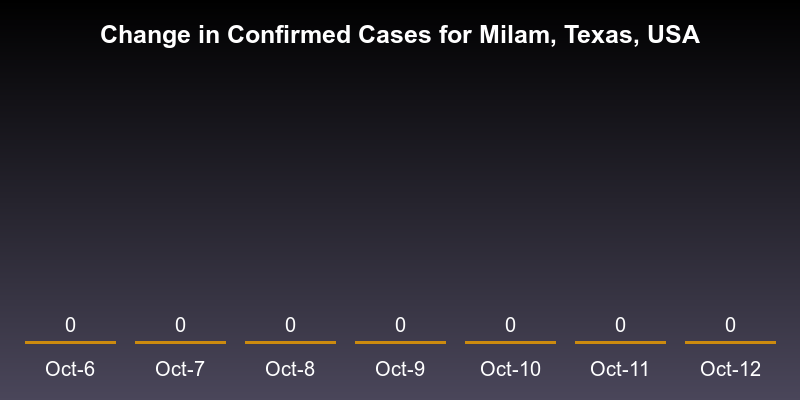 Change in Confirmed Cases for Milam, Texas, USA
0 0 0 0 0 0 0
Oct-6 Oct-7 Oct-8 Oct-9 Oct-10 Oct-11 Oct-12